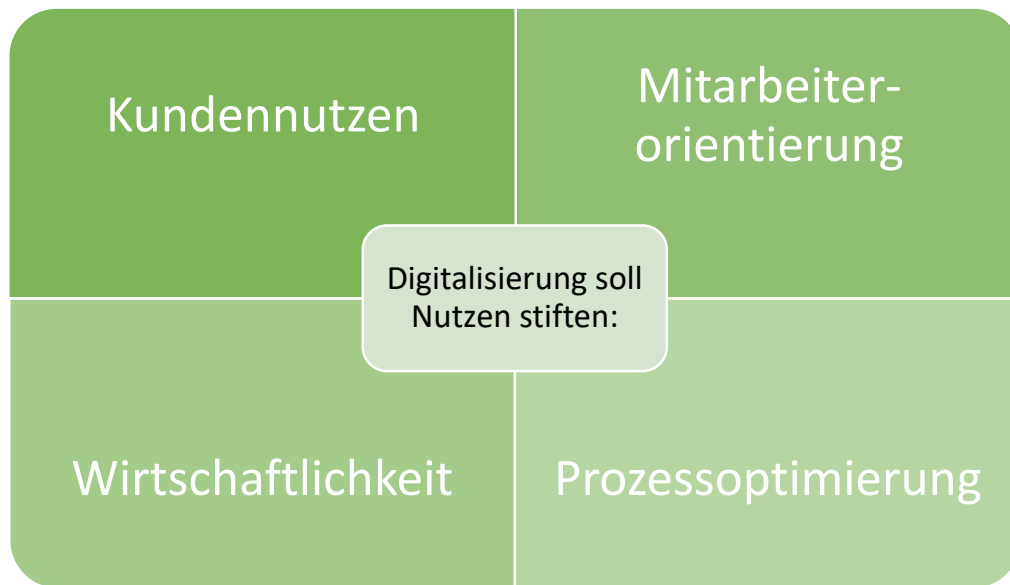 Kundennutzen
Mitarbeiter-
orientierung
Digitalisierung soll
Nutzen stiften:
Wirtschaftlichkeit
Prozessoptimierung